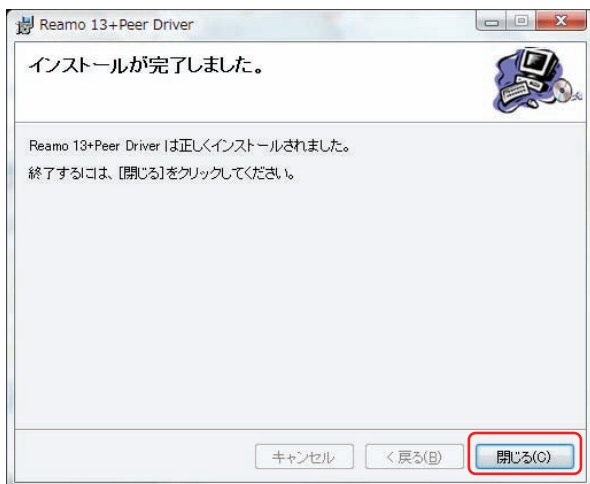 Reamo 13+Peer Driver
インストールが完了しました。
Reamo 13+Peer Driver は正しくインストールされました。
終了するには、[閉じる]をクリックしてください。
キャンセル
< 戻る(B)
閉じる(C)